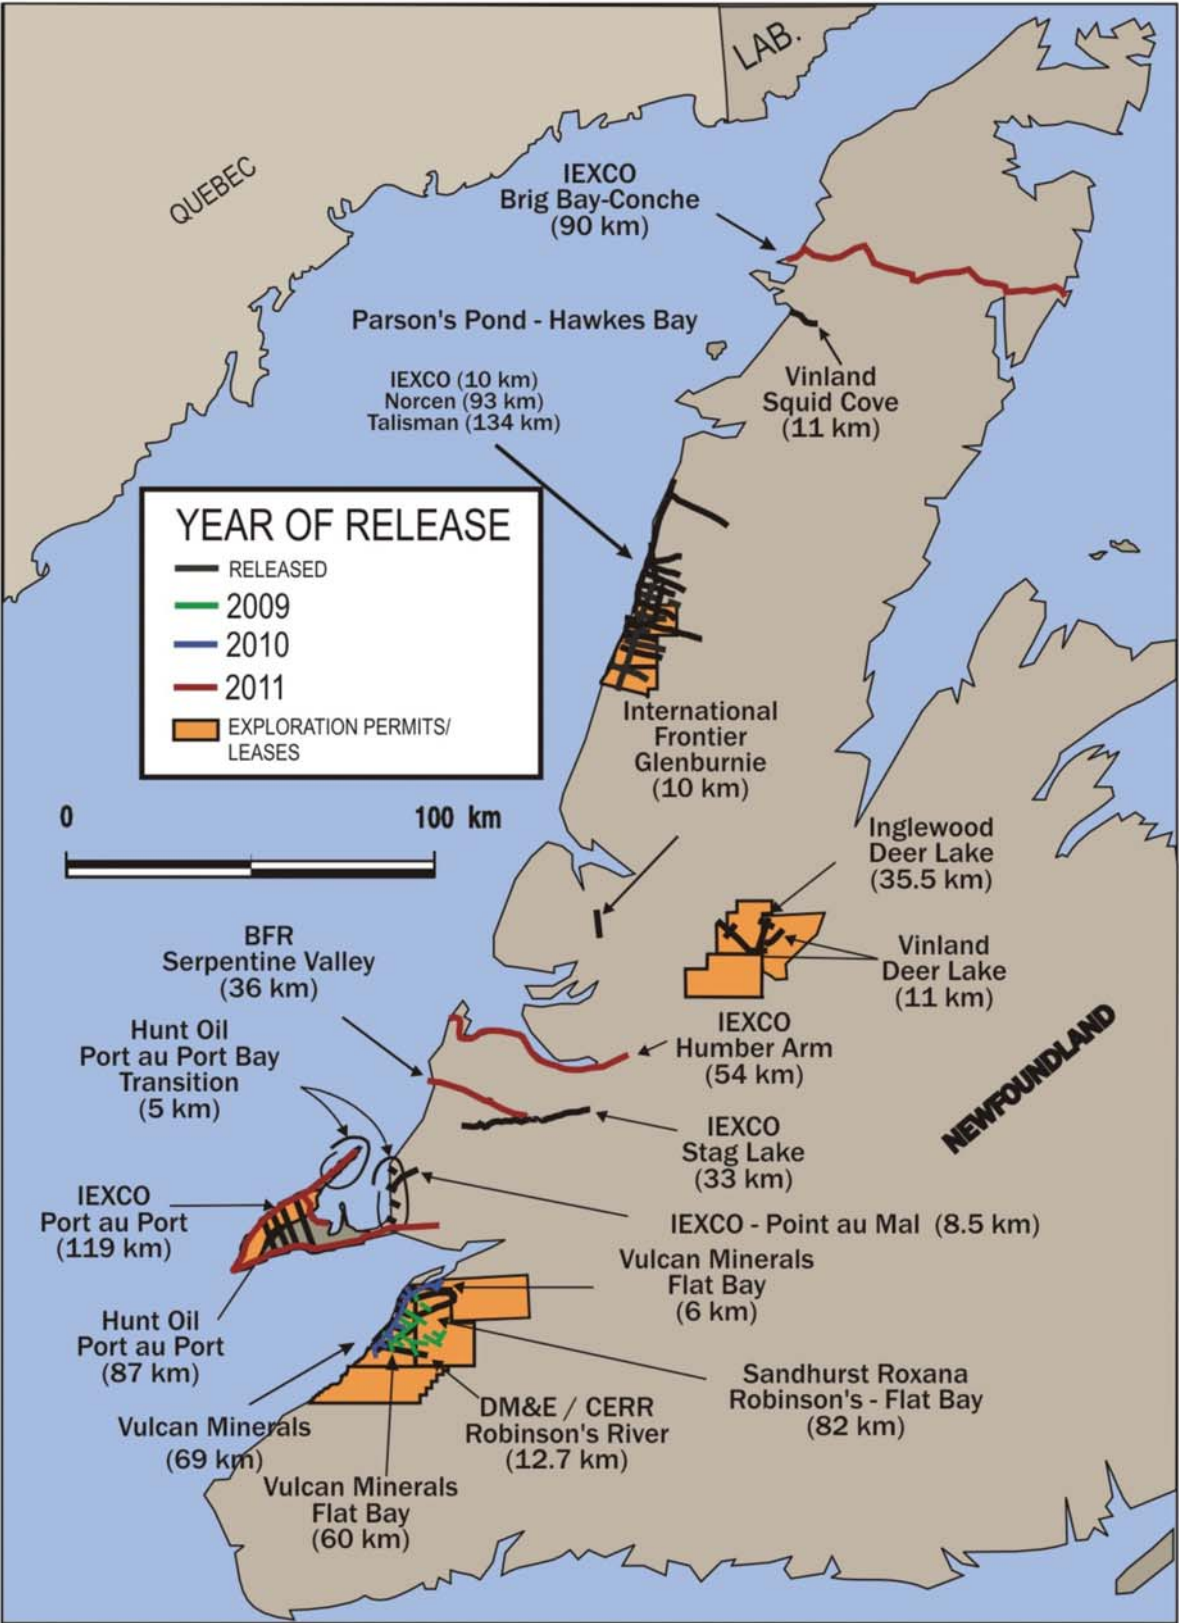 LAB.
QUEBEC
IEXCO
Brig Bay-Conche
(90 km)
Parson's Pond - Hawkes Bay
IEXCO (10 km)
Norcen (93 km)
Talisman (134 km)
Vinland
Squid Cove
(11 km)
YEAR OF RELEASE
RELEASED
2009
2010
2011
EXPLORATION PERMITS/
LEASES
International
Frontier
Glenburnie
(10 km)
0 100 km
Inglewood
Deer Lake
(35.5 km)
BFR
Serpentine Valley
(36 km)
Vinland
Deer Lake
(11 km)
Hunt Oil
Port au Port Bay
Transition
(5 km)
IEXCO
Humber Arm
(54 km)
NEWFOUNDLAND
IEXCO
Stag Lake
(33 km)
IEXCO
Port au Port
(119 km)
IEXCO - Point au Mal (8.5 km)
Vulcan Minerals
Flat Bay
(6 km)
Hunt Oil
Port au Port
(87 km)
Sandhurst Roxana
Robinson's - Flat Bay
(82 km)
DM&E / CERR
Robinson's River
(12.7 km)
Vulcan Minerals
(69 km)
Vulcan Minerals
Flat Bay
(60 km)